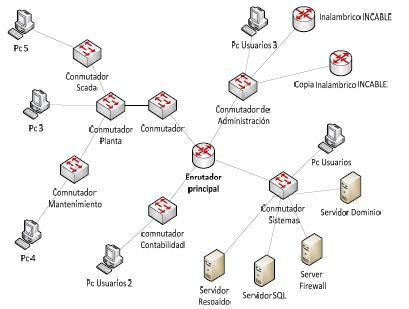 Inalambrico INCABLE
Pc 5
Pc Usuarios 3
Conmutador
Scada
Copia Inalambrico INCABLE
Conmutador de
Administración
Pc 3
Conmutador
Planta
Conmutador
Pc Usuarios
Enrutador
principal
Conmutador
Mantenimiento
Conmutador
Sistemas
Servidor Dominio
conmutador
Contabilidad
Pc 4
Pc Usuarios 2
Servidor
Respaldo
Servidor SQL
Server
Firewall